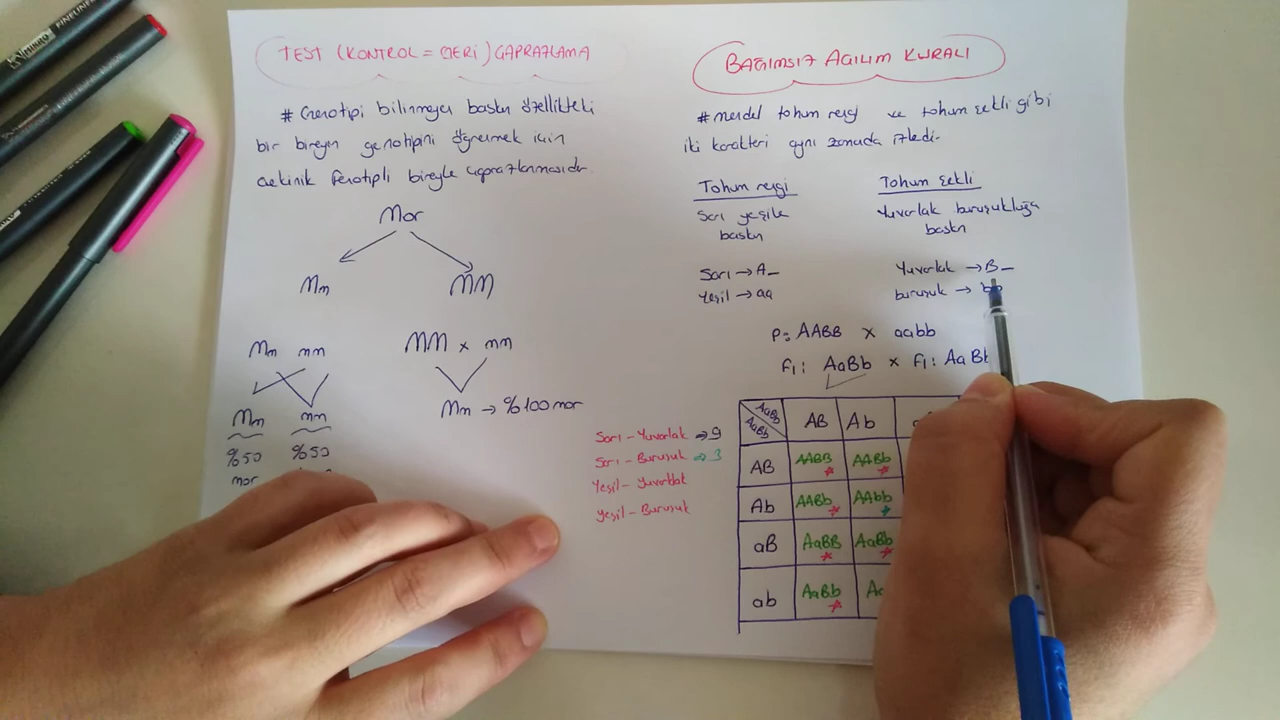 TEST (KONTROL = GERİ) ÇAPRAZLAMA
# Genotipi bilinmeyen baskın özellikteki
bir bireyin genotipini öğrenmek için
çekinik fenotipli bireyle çaprazlanmasıdır.
Mor
Mm MM
Mm mm
Mm mm
%50 %50
mor
MM x mm
Mm → %100 mor
BAĞIMSIZ AÇILIM KURALI
# mendel tohum rengi ve tohum şekli gibi
iki karakteri aynı zamanda izledi.
Tohum rengi
Sarı yeşile
baskın
Sarı → A_
Yeşil → aa
Tohum şekli
Yuvarlak buruşukluğa
baskın
Yuvarlak → B_
buruşuk →
P: AABB x aabb
F1: AaBb x F1: AaBb
Sarı - Yuvarlak → 9
Sarı - Buruşuk → 3
Yeşil - Yuvarlak
Yeşil - Buruşuk
AaBb AaBb AB Ab
AB AABB AABb
Ab AABb AAbb
aB AaBB AaBb
ab AaBb
FINELINER